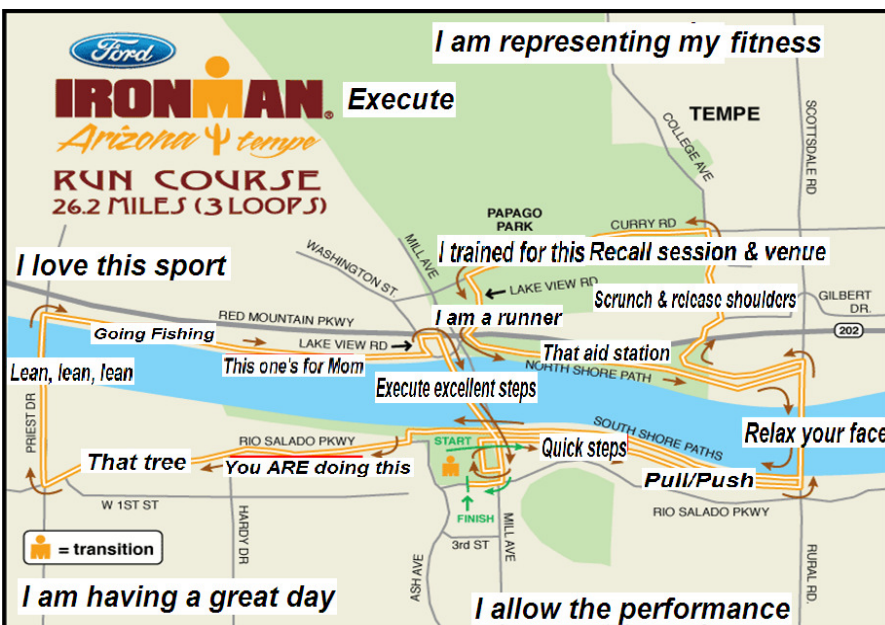 Ford
I am representing my fitness
IRONMAN®
Execute
Arizona tempe
RUN COURSE
26.2 MILES (3 LOOPS)
TEMPE
COLLEGE AVE
SCOTTSDALE RD
PAPAGO
PARK
CURRY RD
MILL AVE
WASHINGTON ST.
I trained for this Recall session & venue
I love this sport
LAKE VIEW RD
Scrunch & release shoulders
GILBERT
DR.
RED MOUNTAIN PKWY
I am a runner
202
Going Fishing
LAKE VIEW RD
That aid station
This one's for Mom
NORTH SHORE PATH
Lean, lean, lean
Execute excellent steps
PRIEST DR
SOUTH SHORE PATHS
Relax your face
RIO SALADO PKWY
START
Quick steps
That tree
You ARE doing this
Pull/Push
W 1ST ST
RIO SALADO PKWY
FINISH
HARDY DR
3rd ST
MILL AVE
ASH AVE
RURAL RD.
= transition
I am having a great day
I allow the performance